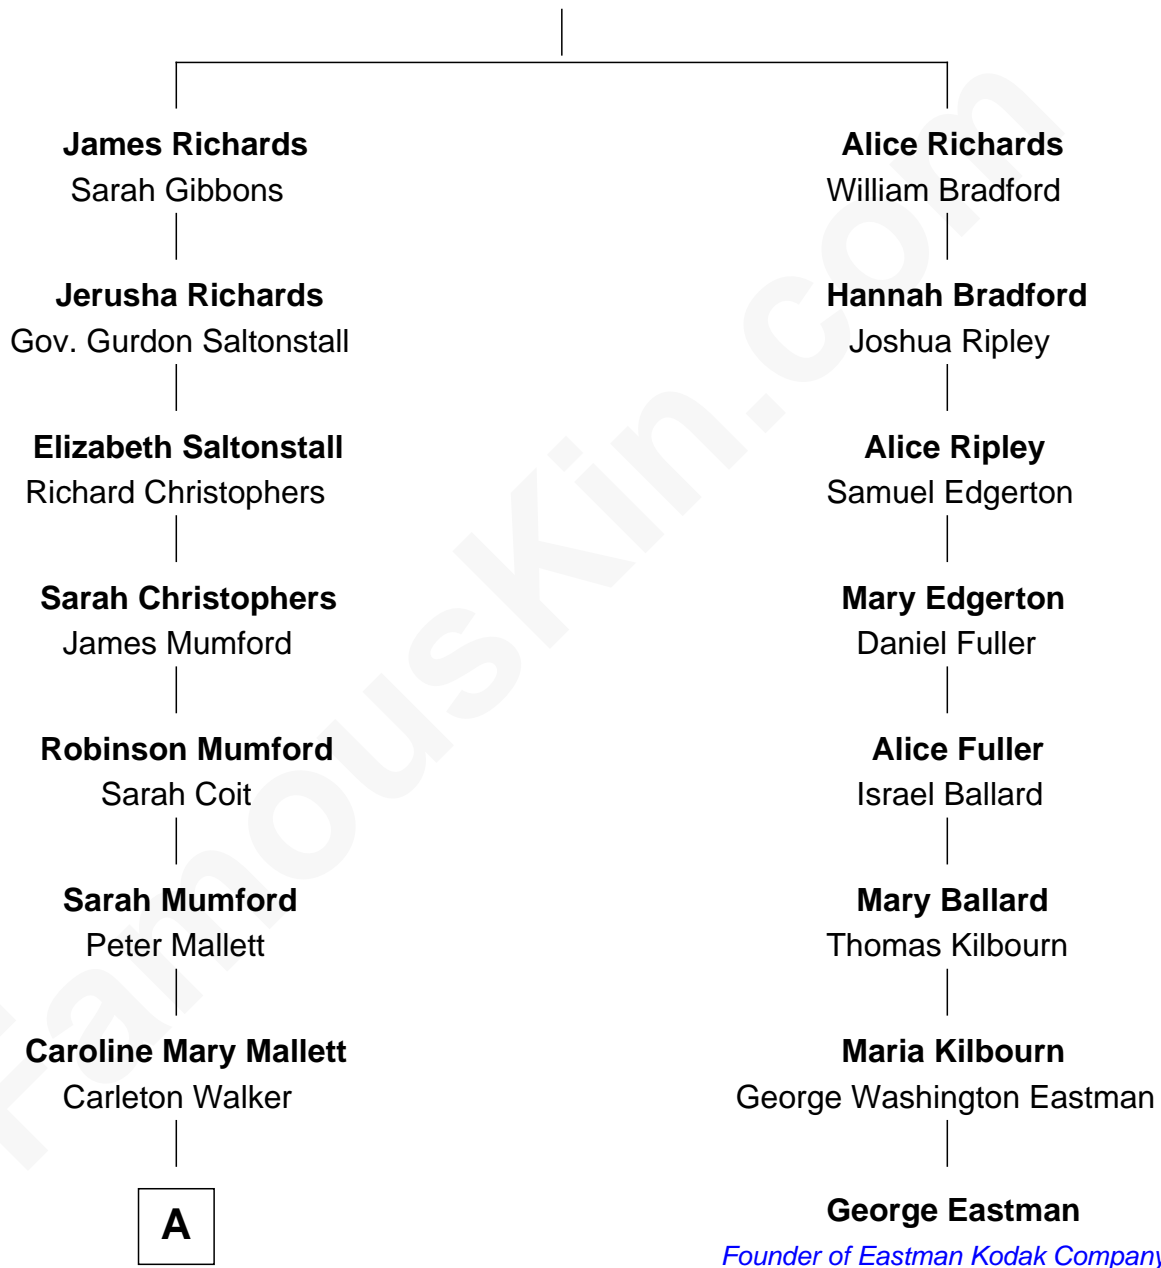 James Richards
Sarah Gibbons
Jerusha Richards
Gov. Gurdon Saltonstall
Elizabeth Saltonstall
Richard Christophers
Sarah Christophers
James Mumford
Robinson Mumford
Sarah Coit
Sarah Mumford
Peter Mallett
Caroline Mary Mallett
Carleton Walker
A
Alice Richards
William Bradford
Hannah Bradford
Joshua Ripley
Alice Ripley
Samuel Edgerton
Mary Edgerton
Daniel Fuller
Alice Fuller
Israel Ballard
Mary Ballard
Thomas Kilbourn
Maria Kilbourn
George Washington Eastman
George Eastman
Founder of Eastman Kodak Company
FamousKin.com